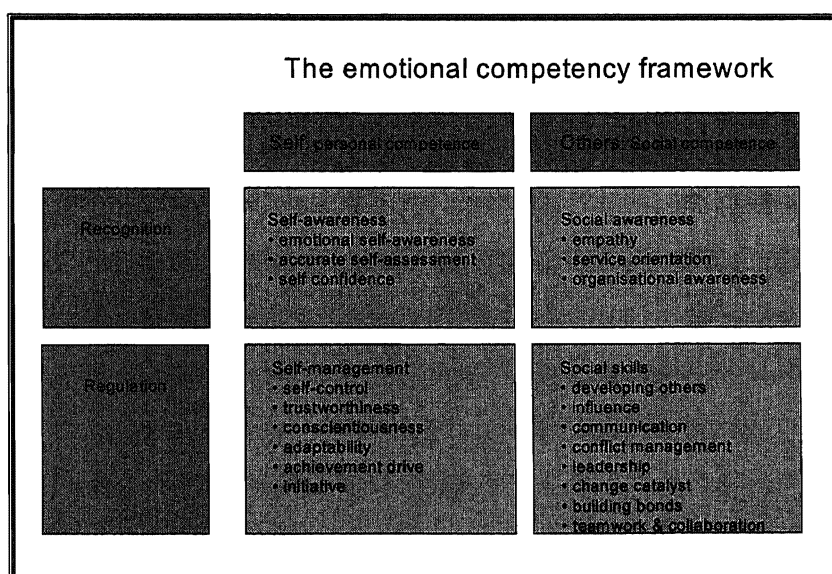 The emotional competency framework
Self: personal competence
Others: Social competence
Recognition
Self-awareness
• emotional self-awareness
• accurate self-assessment
• self confidence
Social awareness
• empathy
• service orientation
• organisational awareness
Regulation
Self-management
• self-control
• trustworthiness
• conscientiousness
• adaptability
• achievement drive
• initiative
Social skills
• developing others
• influence
• communication
• conflict management
• leadership
• change catalyst
• building bonds
• teamwork & collaboration